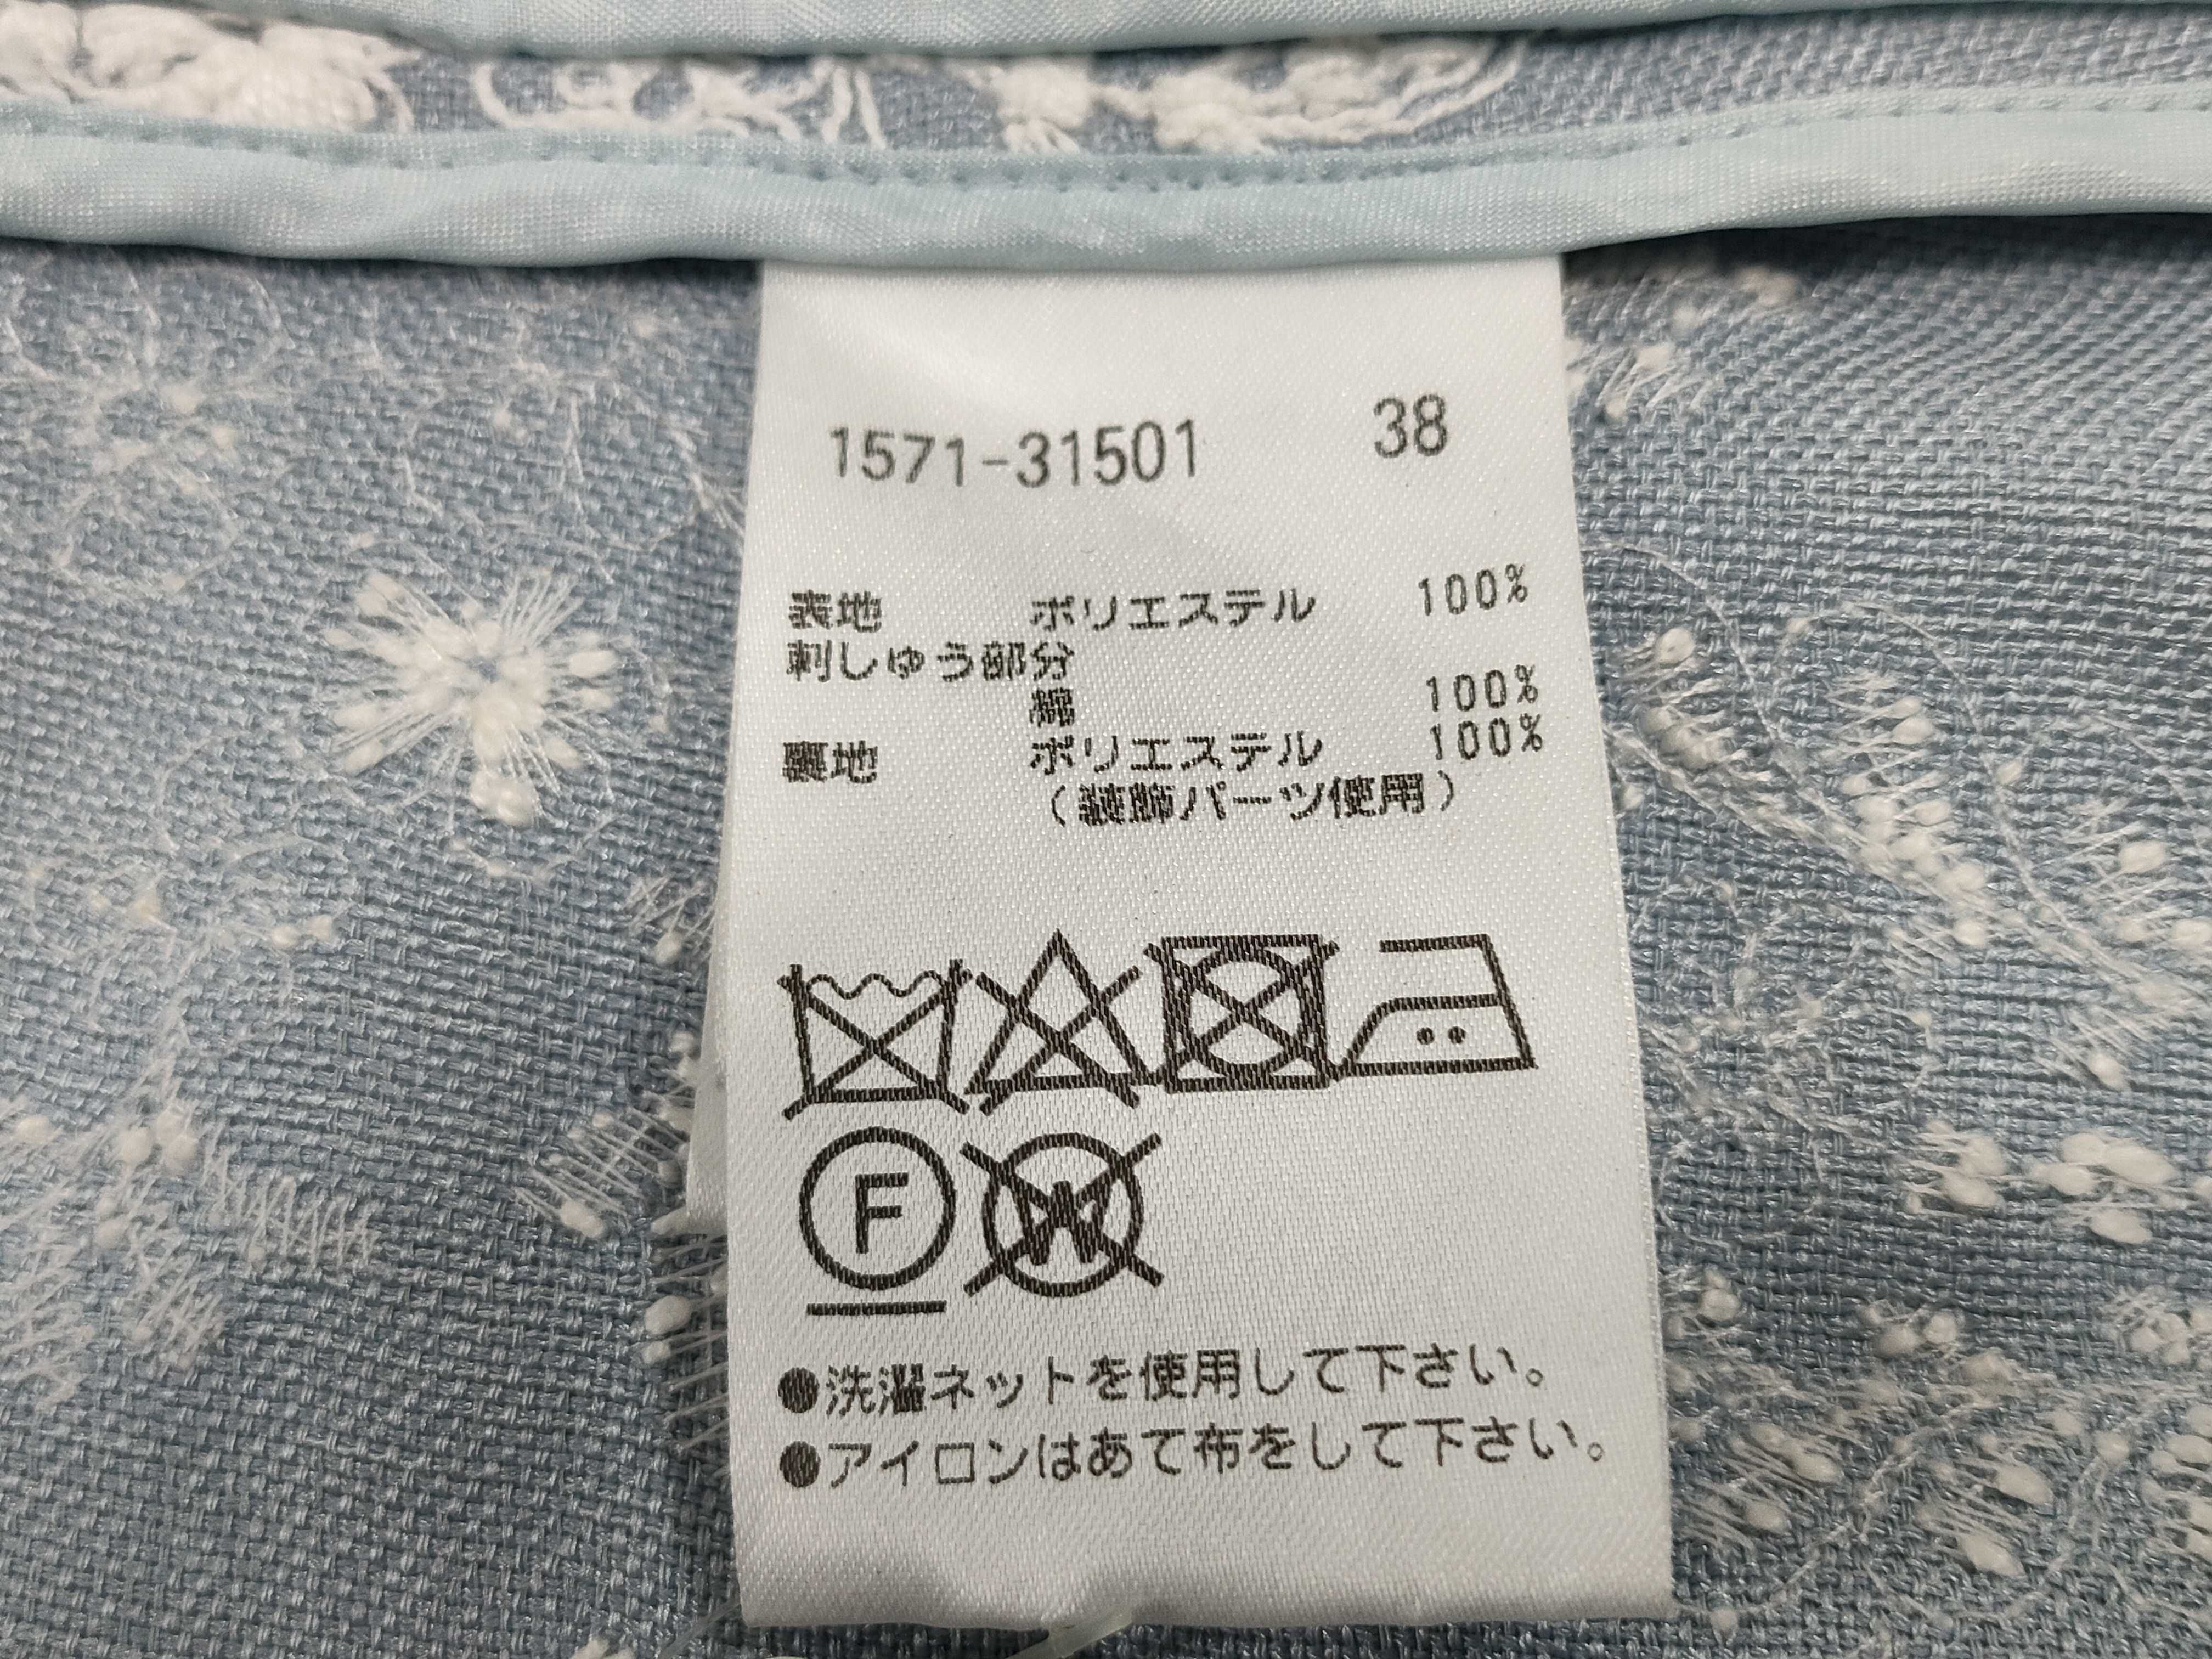 1571-31501 38
表地 ポリエステル 100%
刺しゅう部分
綿 100%
裏地 ポリエステル 100%
(装飾パーツ使用)
F W
●洗濯ネットを使用して下さい。
●アイロンはあて布をして下さい。